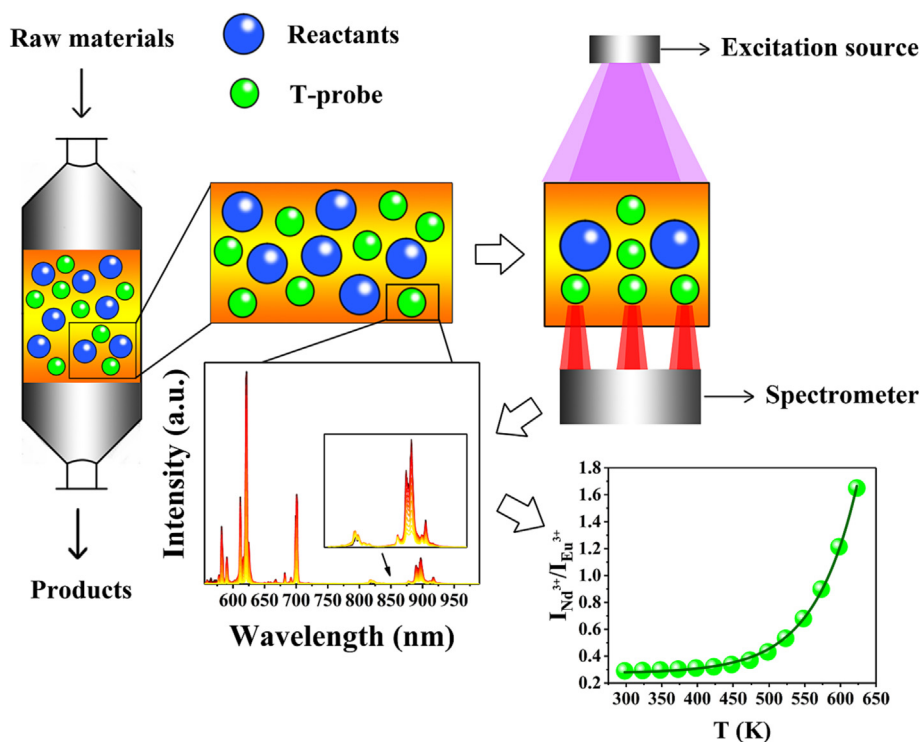 Raw materials
Reactants
T-probe
Excitation source
Spectrometer
Products
Intensity (a.u.)
600 650 700 750 800 850 900 950
Wavelength (nm)
I_Nd³⁺/I_Eu³⁺
1.8
1.6
1.4
1.2
1.0
0.8
0.6
0.4
0.2
300 350 400 450 500 550 600 650
T (K)